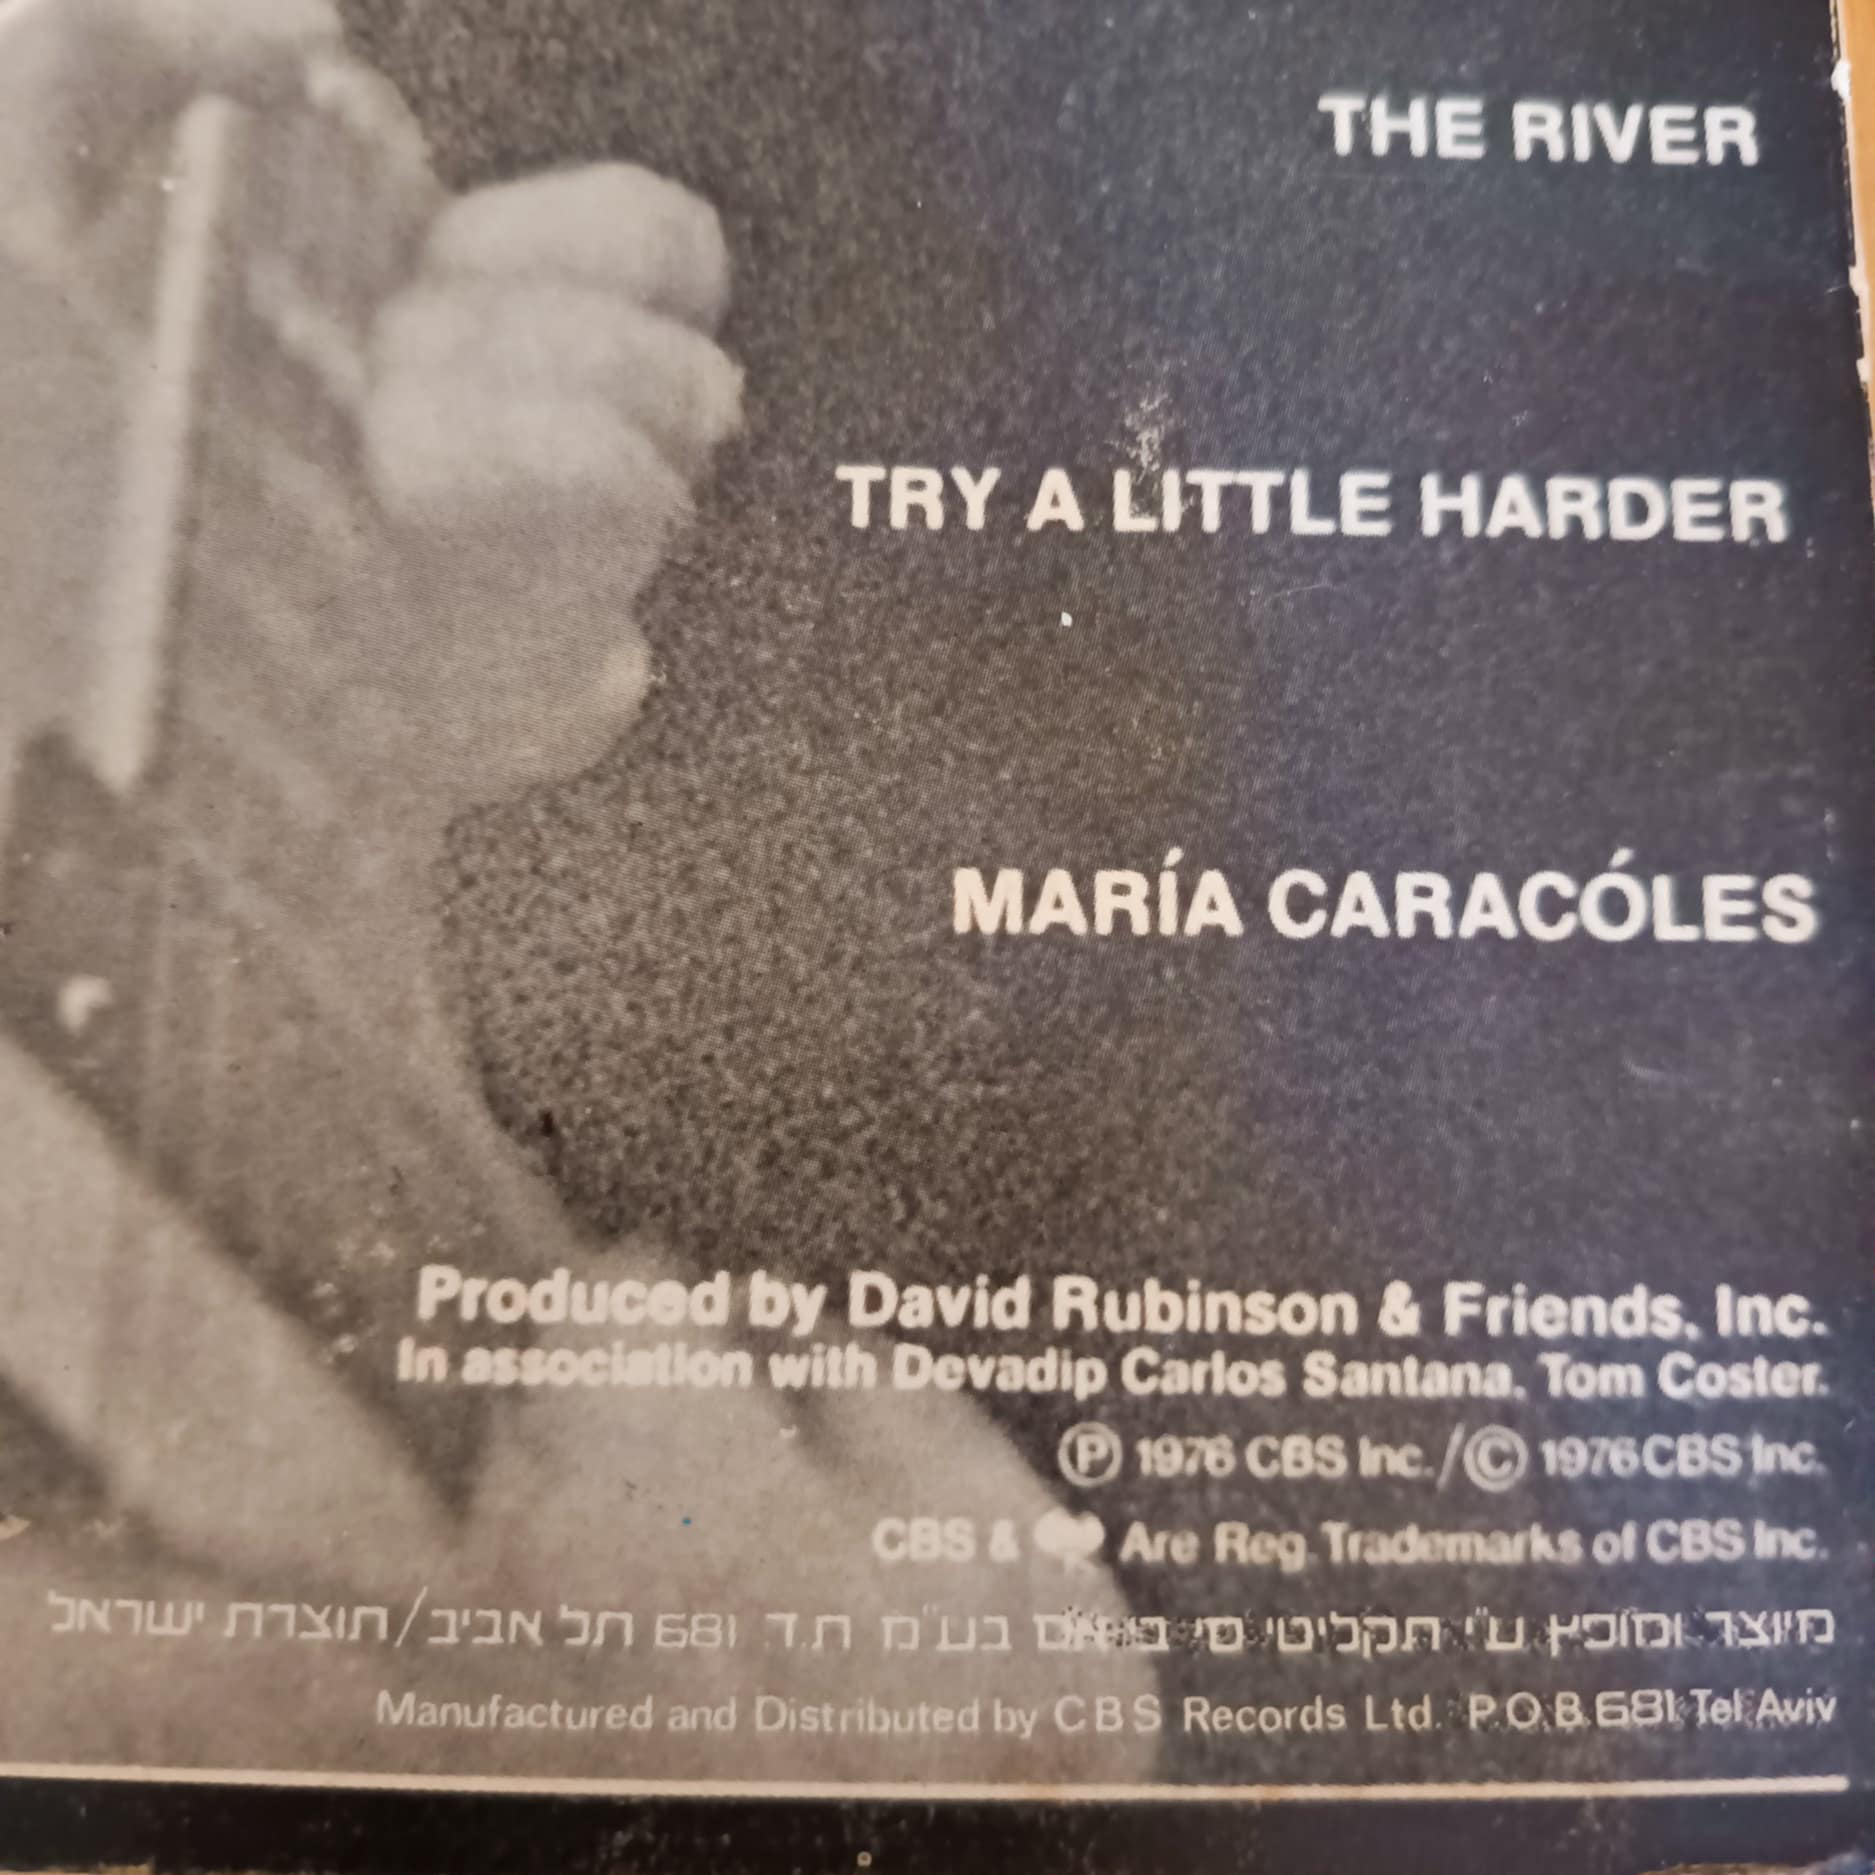 THE RIVER
TRY A LITTLE HARDER
MARÍA CARACÓLES
Produced by David Rubinson & Friends, Inc.
In association with Devadip Carlos Santana, Tom Coster.
Ⓟ 1976 CBS Inc./© 1976 CBS Inc.
CBS & Are Reg. Trademarks of CBS Inc.
מיוצר ומופץ ע"י תקליטי סי בי אס בע"מ ת.ד. 681 תל אביב/תוצרת ישראל
Manufactured and Distributed by CBS Records Ltd. P.O.B. 681 Tel Aviv